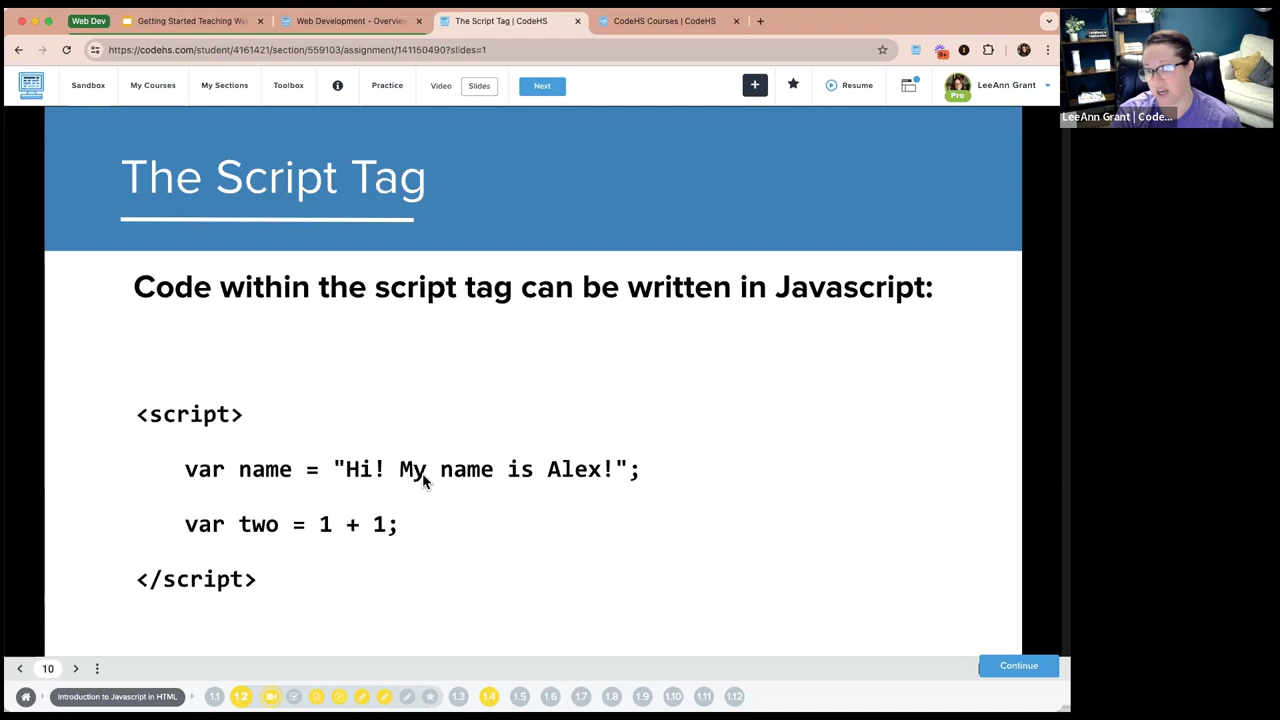 Web Dev
Getting Started Teaching We
Web Development - Overview
The Script Tag | CodeHS
CodeHS Courses | CodeHS
https://codehs.com/student/4161421/section/559103/assignment/141150490?slides=1
9+
Sandbox
My Courses
My Sections
Toolbox
Practice
Video
Slides
Next
Resume
Pro
LeeAnn Grant
LeeAnn Grant | Code...
The Script Tag
Code within the script tag can be written in Javascript:
<script>
var name = "Hi! My name is Alex!";
var two = 1 + 1;
</script>
10
Continue
Introduction to Javascript in HTML
1.1
1.2
1.3
1.4
1.5
1.6
1.7
1.8
1.9
1.10
1.11
1.12